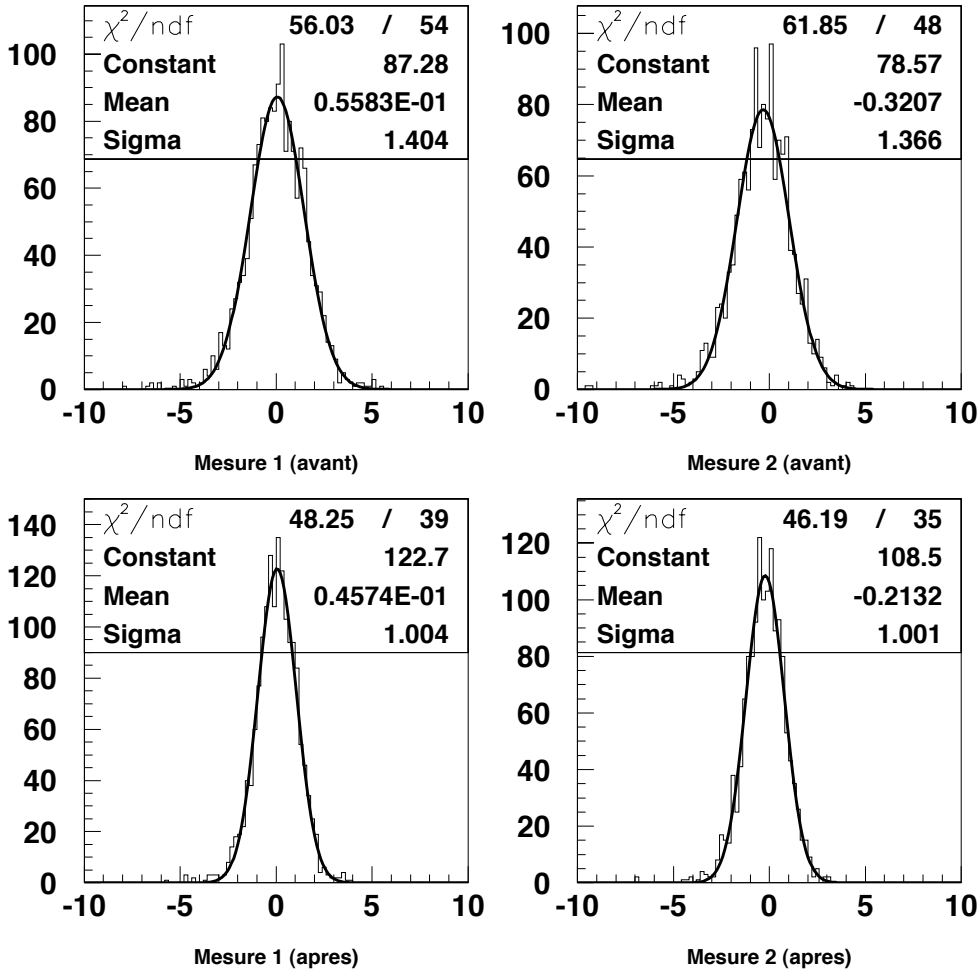 χ²/ndf 56.03 / 54
Constant 87.28
Mean 0.5583E-01
Sigma 1.404
100
80
60
40
20
0
-10 -5 0 5 10
Mesure 1 (avant)
χ²/ndf 61.85 / 48
Constant 78.57
Mean -0.3207
Sigma 1.366
100
80
60
40
20
0
-10 -5 0 5 10
Mesure 2 (avant)
χ²/ndf 48.25 / 39
Constant 122.7
Mean 0.4574E-01
Sigma 1.004
140
120
100
80
60
40
20
0
-10 -5 0 5 10
Mesure 1 (apres)
χ²/ndf 46.19 / 35
Constant 108.5
Mean -0.2132
Sigma 1.001
120
100
80
60
40
20
0
-10 -5 0 5 10
Mesure 2 (apres)